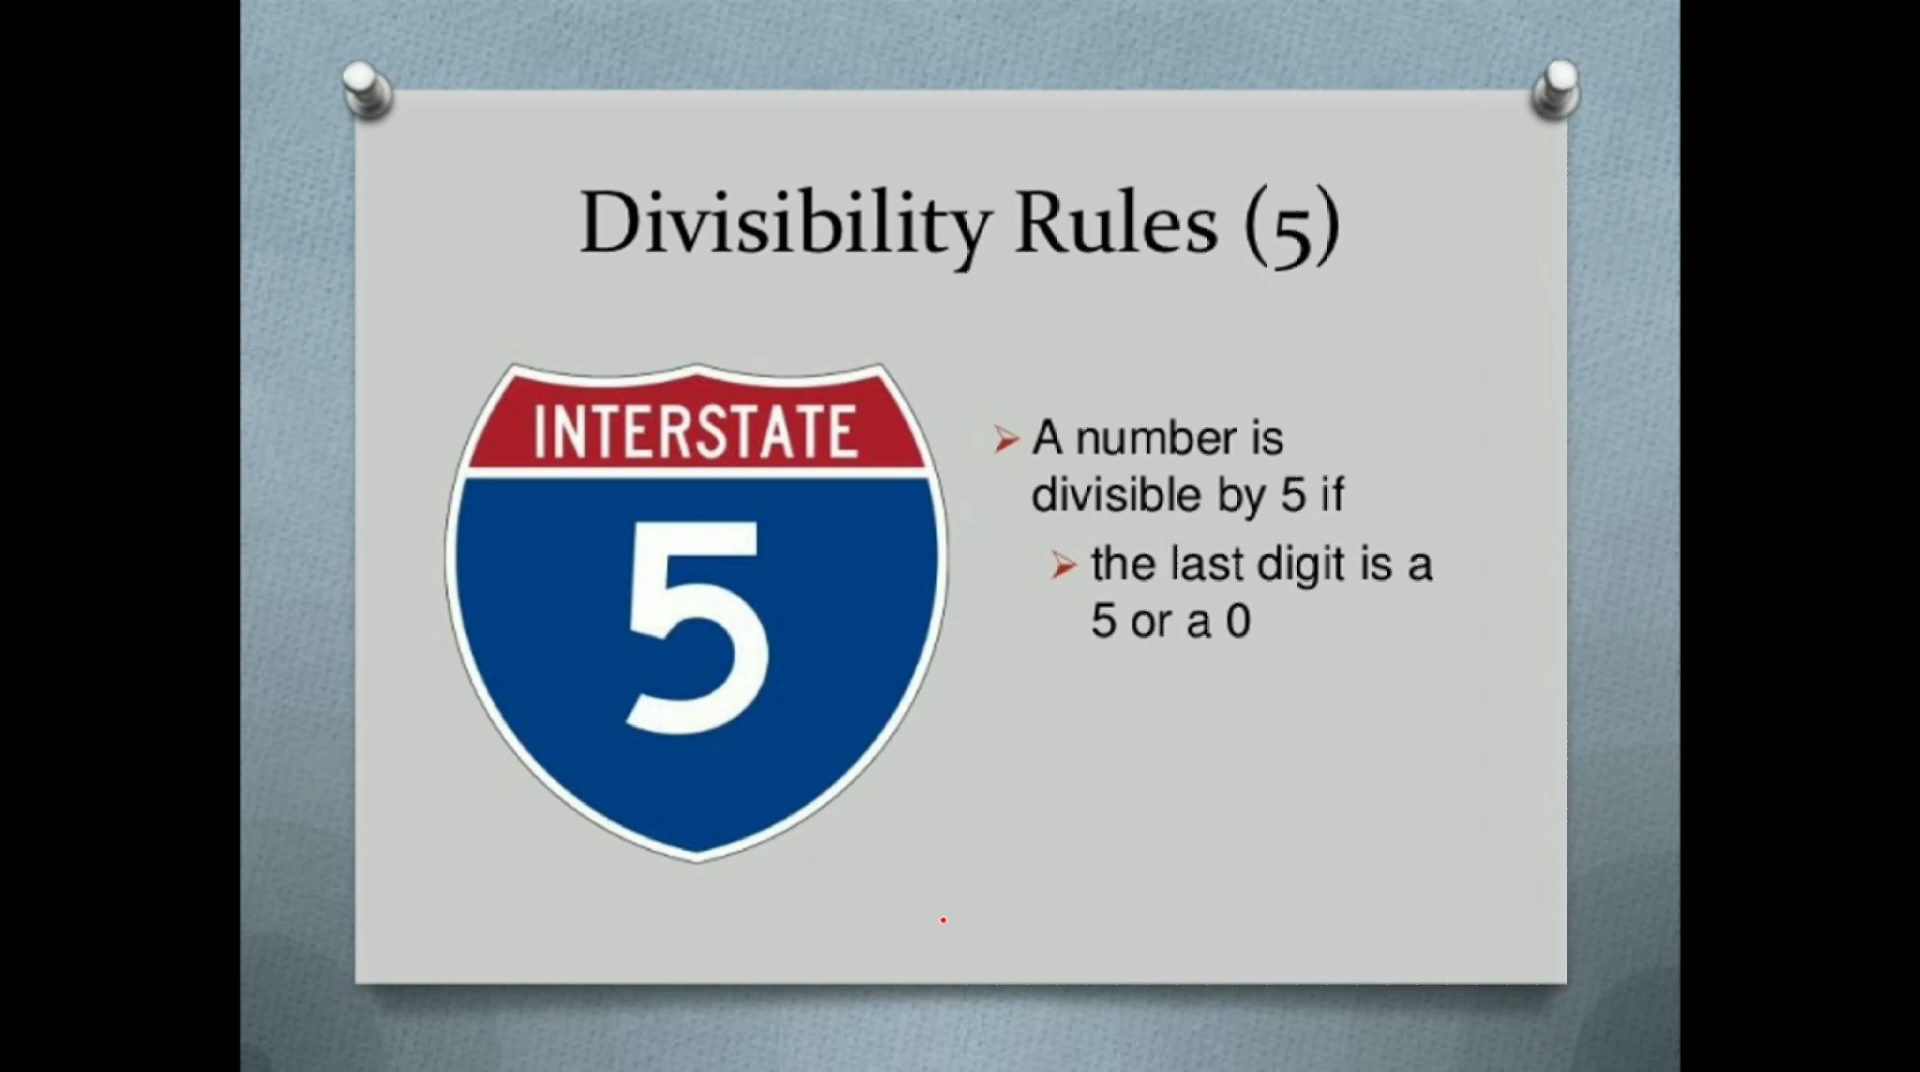 Divisibility Rules (5)
INTERSTATE
5
A number is
divisible by 5 if
the last digit is a
5 or a 0